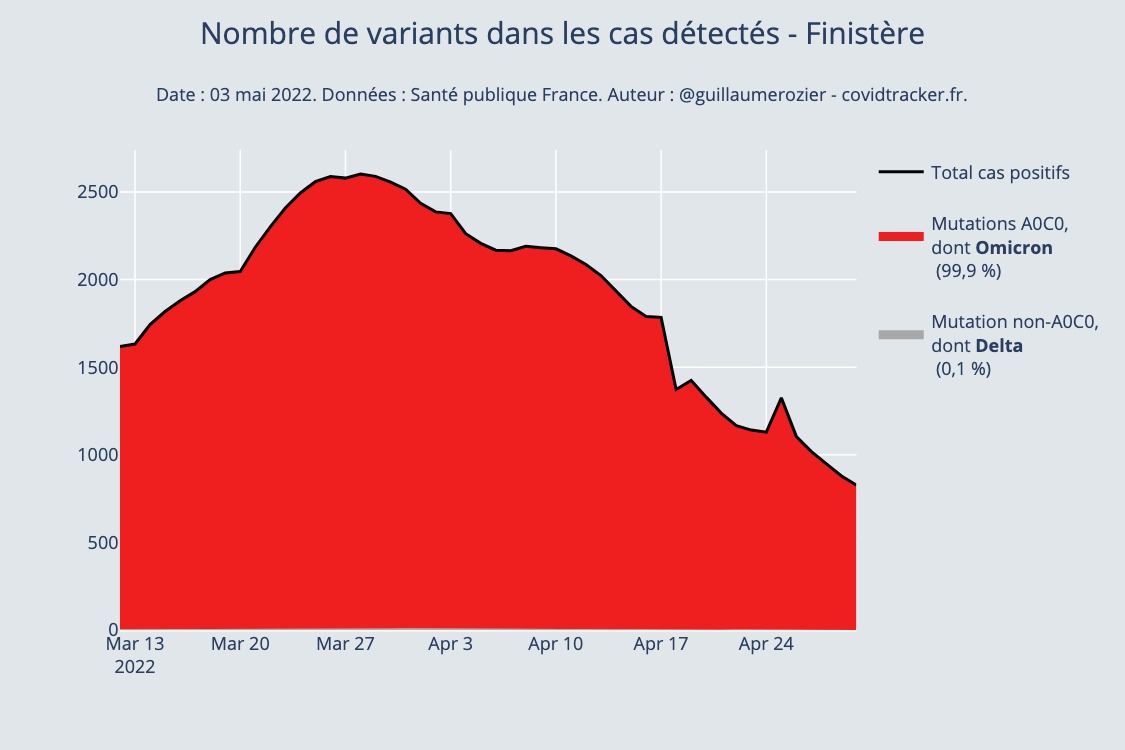 Nombre de variants dans les cas détectés - Finistère
Date : 03 mai 2022. Données : Santé publique France. Auteur : @guillaumerozier - covidtracker.fr.
2500
2000
1500
1000
500
0
Mar 13
2022
Mar 20
Mar 27
Apr 3
Apr 10
Apr 17
Apr 24
Total cas positifs
Mutations A0C0,
dont Omicron
(99,9 %)
Mutation non-A0C0,
dont Delta
(0,1 %)